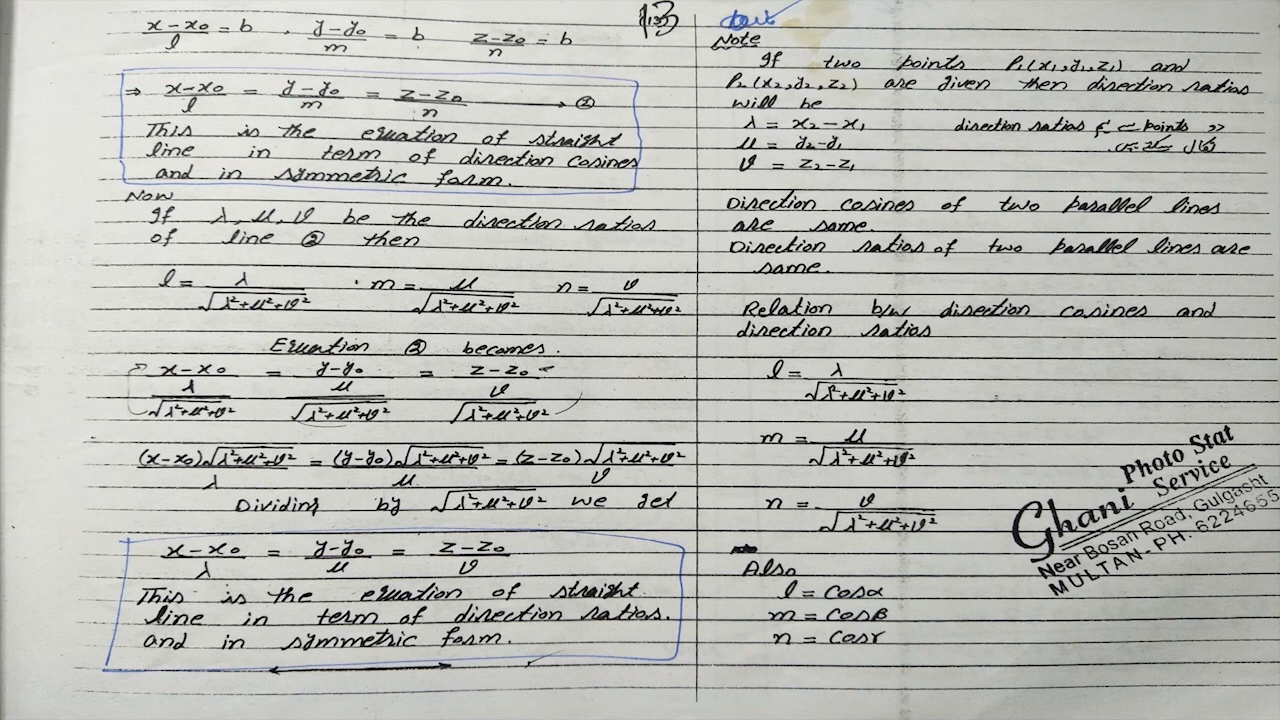 (x-x₀)/l = b , (y-y₀)/m = b (z-z₀)/n = b
⇒ (x-x₀)/l = (y-y₀)/m = (z-z₀)/n → ②
This is the equation of straight
line in term of direction cosines
and in symmetric form.
Now
If λ, μ, ν be the direction ratios
of line ② then
l = λ/√(λ²+μ²+ν²) . m = μ/√(λ²+μ²+ν²) n = ν/√(λ²+μ²+ν²)
Equation ② becomes.
(x-x₀)/(λ/√(λ²+μ²+ν²)) = (y-y₀)/(μ/√(λ²+μ²+ν²)) = (z-z₀)/(ν/√(λ²+μ²+ν²))
(x-x₀)√(λ²+μ²+ν²)/λ = (y-y₀)√(λ²+μ²+ν²)/μ = (z-z₀)√(λ²+μ²+ν²)/ν
Dividing by √(λ²+μ²+ν²) we get
(x-x₀)/λ = (y-y₀)/μ = (z-z₀)/ν
This is the equation of straight
line in term of direction ratios.
and in symmetric form.
Note
If two points P₁(x₁,y₁,z₁) and
P₂(x₂,y₂,z₂) are given then direction ratios
will be
λ = x₂-x₁ direction ratios points
μ = y₂-y₁
ν = z₂-z₁
Direction cosines of two parallel lines
are same.
Direction ratios of two parallel lines are
same.
Relation b/w direction cosines and
direction ratios
l = λ/√(λ²+μ²+ν²)
m = μ/√(λ²+μ²+ν²)
n = ν/√(λ²+μ²+ν²)
Also
l = cosα
m = cosβ
n = cosγ
Ghani Photo Stat
Service
Near Bosan Road, Gulgasht
MULTAN - PH: 6224655